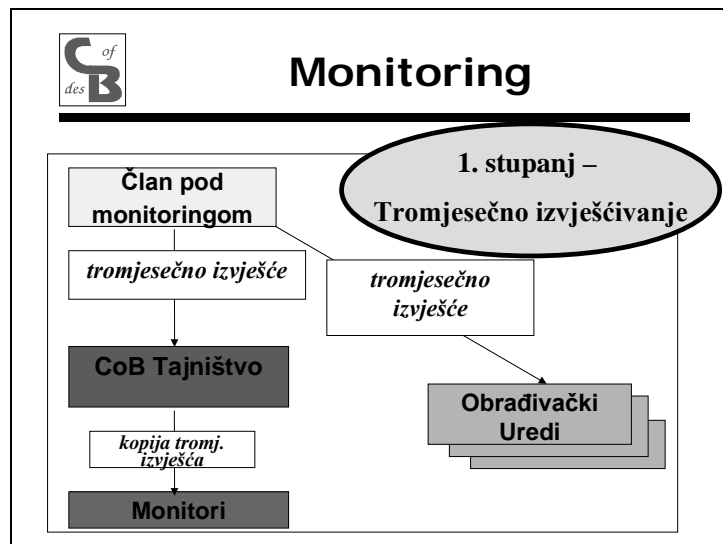 C of
des B
Monitoring
1. stupanj –
Tromjesečno izvješćivanje
Član pod
monitoringom
tromjesečno izvješće
tromjesečno
izvješće
CoB Tajništvo
Obrađivački
Uredi
kopija tromj.
izvješća
Monitori